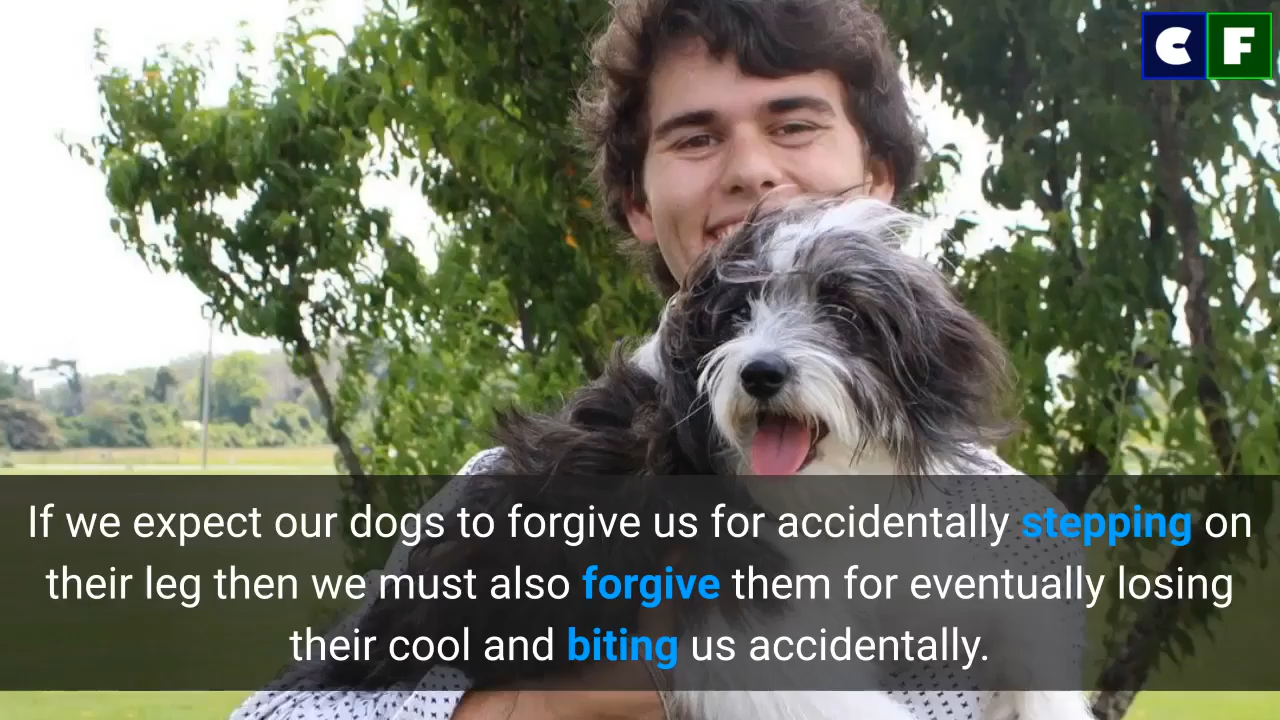 CF
If we expect our dogs to forgive us for accidentally stepping on
their leg then we must also forgive them for eventually losing
their cool and biting us accidentally.